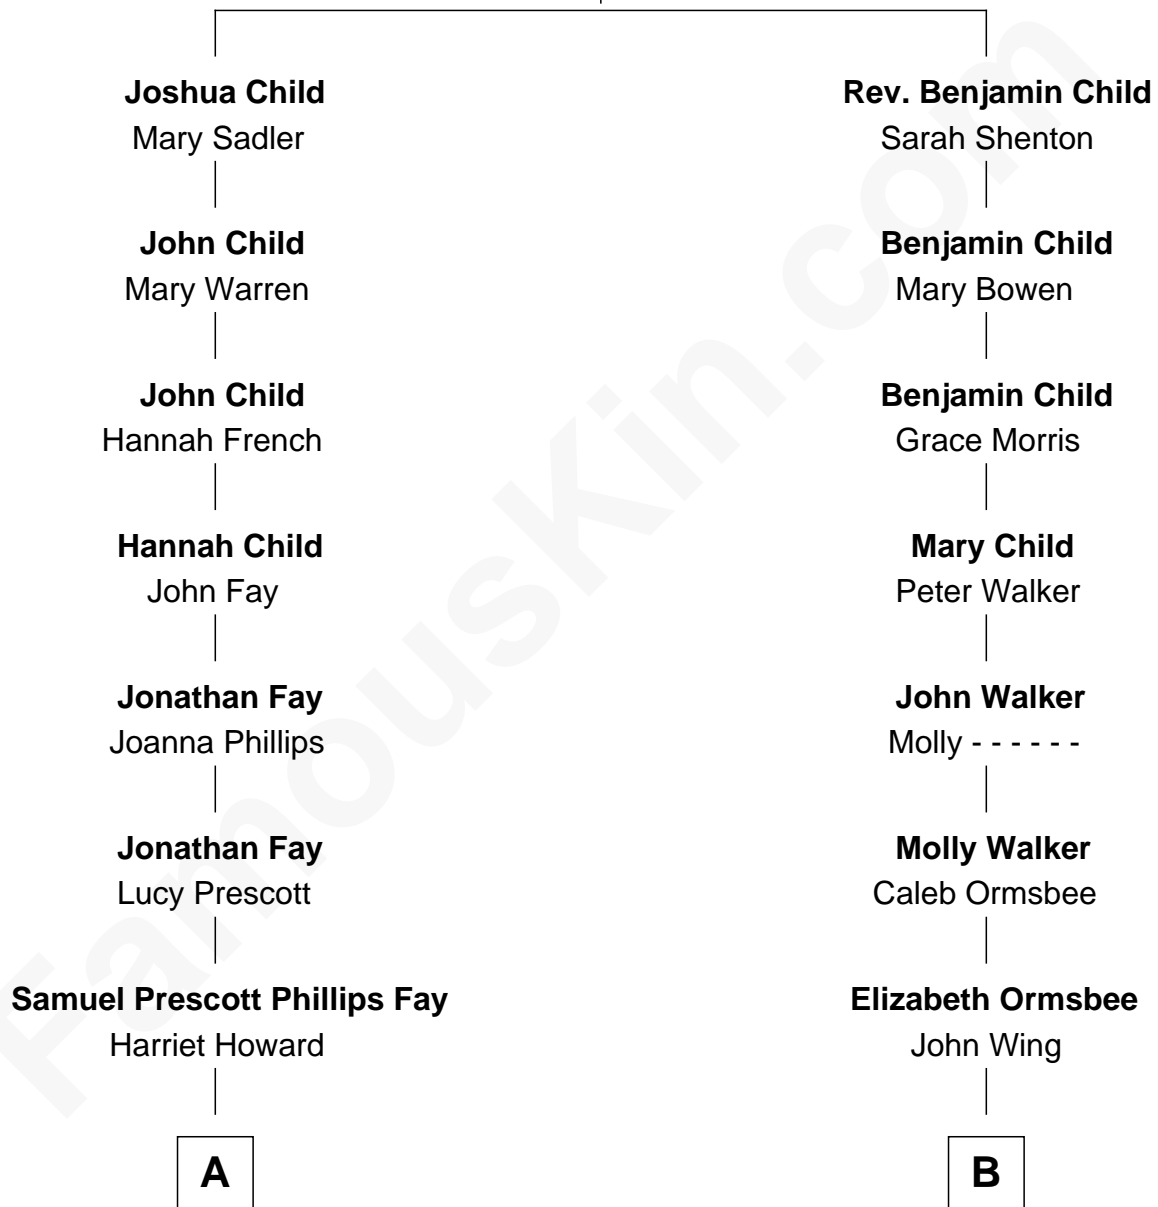 Joshua Child
Mary Sadler
John Child
Mary Warren
John Child
Hannah French
Hannah Child
John Fay
Jonathan Fay
Joanna Phillips
Jonathan Fay
Lucy Prescott
Samuel Prescott Phillips Fay
Harriet Howard
A
Rev. Benjamin Child
Sarah Shenton
Benjamin Child
Mary Bowen
Benjamin Child
Grace Morris
Mary Child
Peter Walker
John Walker
Molly - - - - - -
Molly Walker
Caleb Ormsbee
Elizabeth Ormsbee
John Wing
B
FamousKin.com